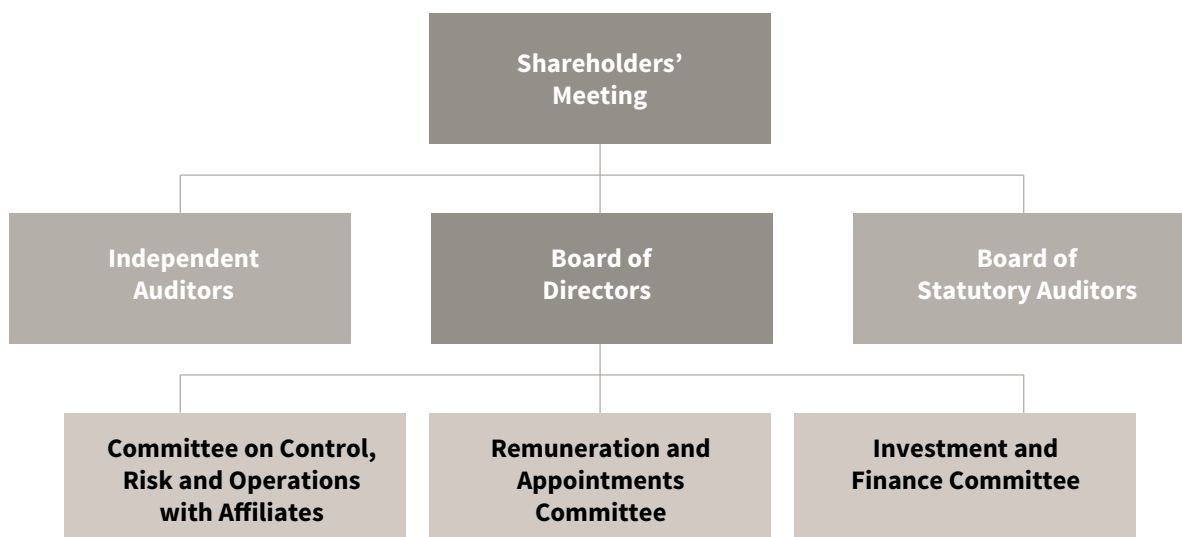 Shareholders’
Meeting
Independent
Auditors
Board of
Directors
Board of
Statutory Auditors
Committee on Control,
Risk and Operations
with Affiliates
Remuneration and
Appointments
Committee
Investment and
Finance Committee